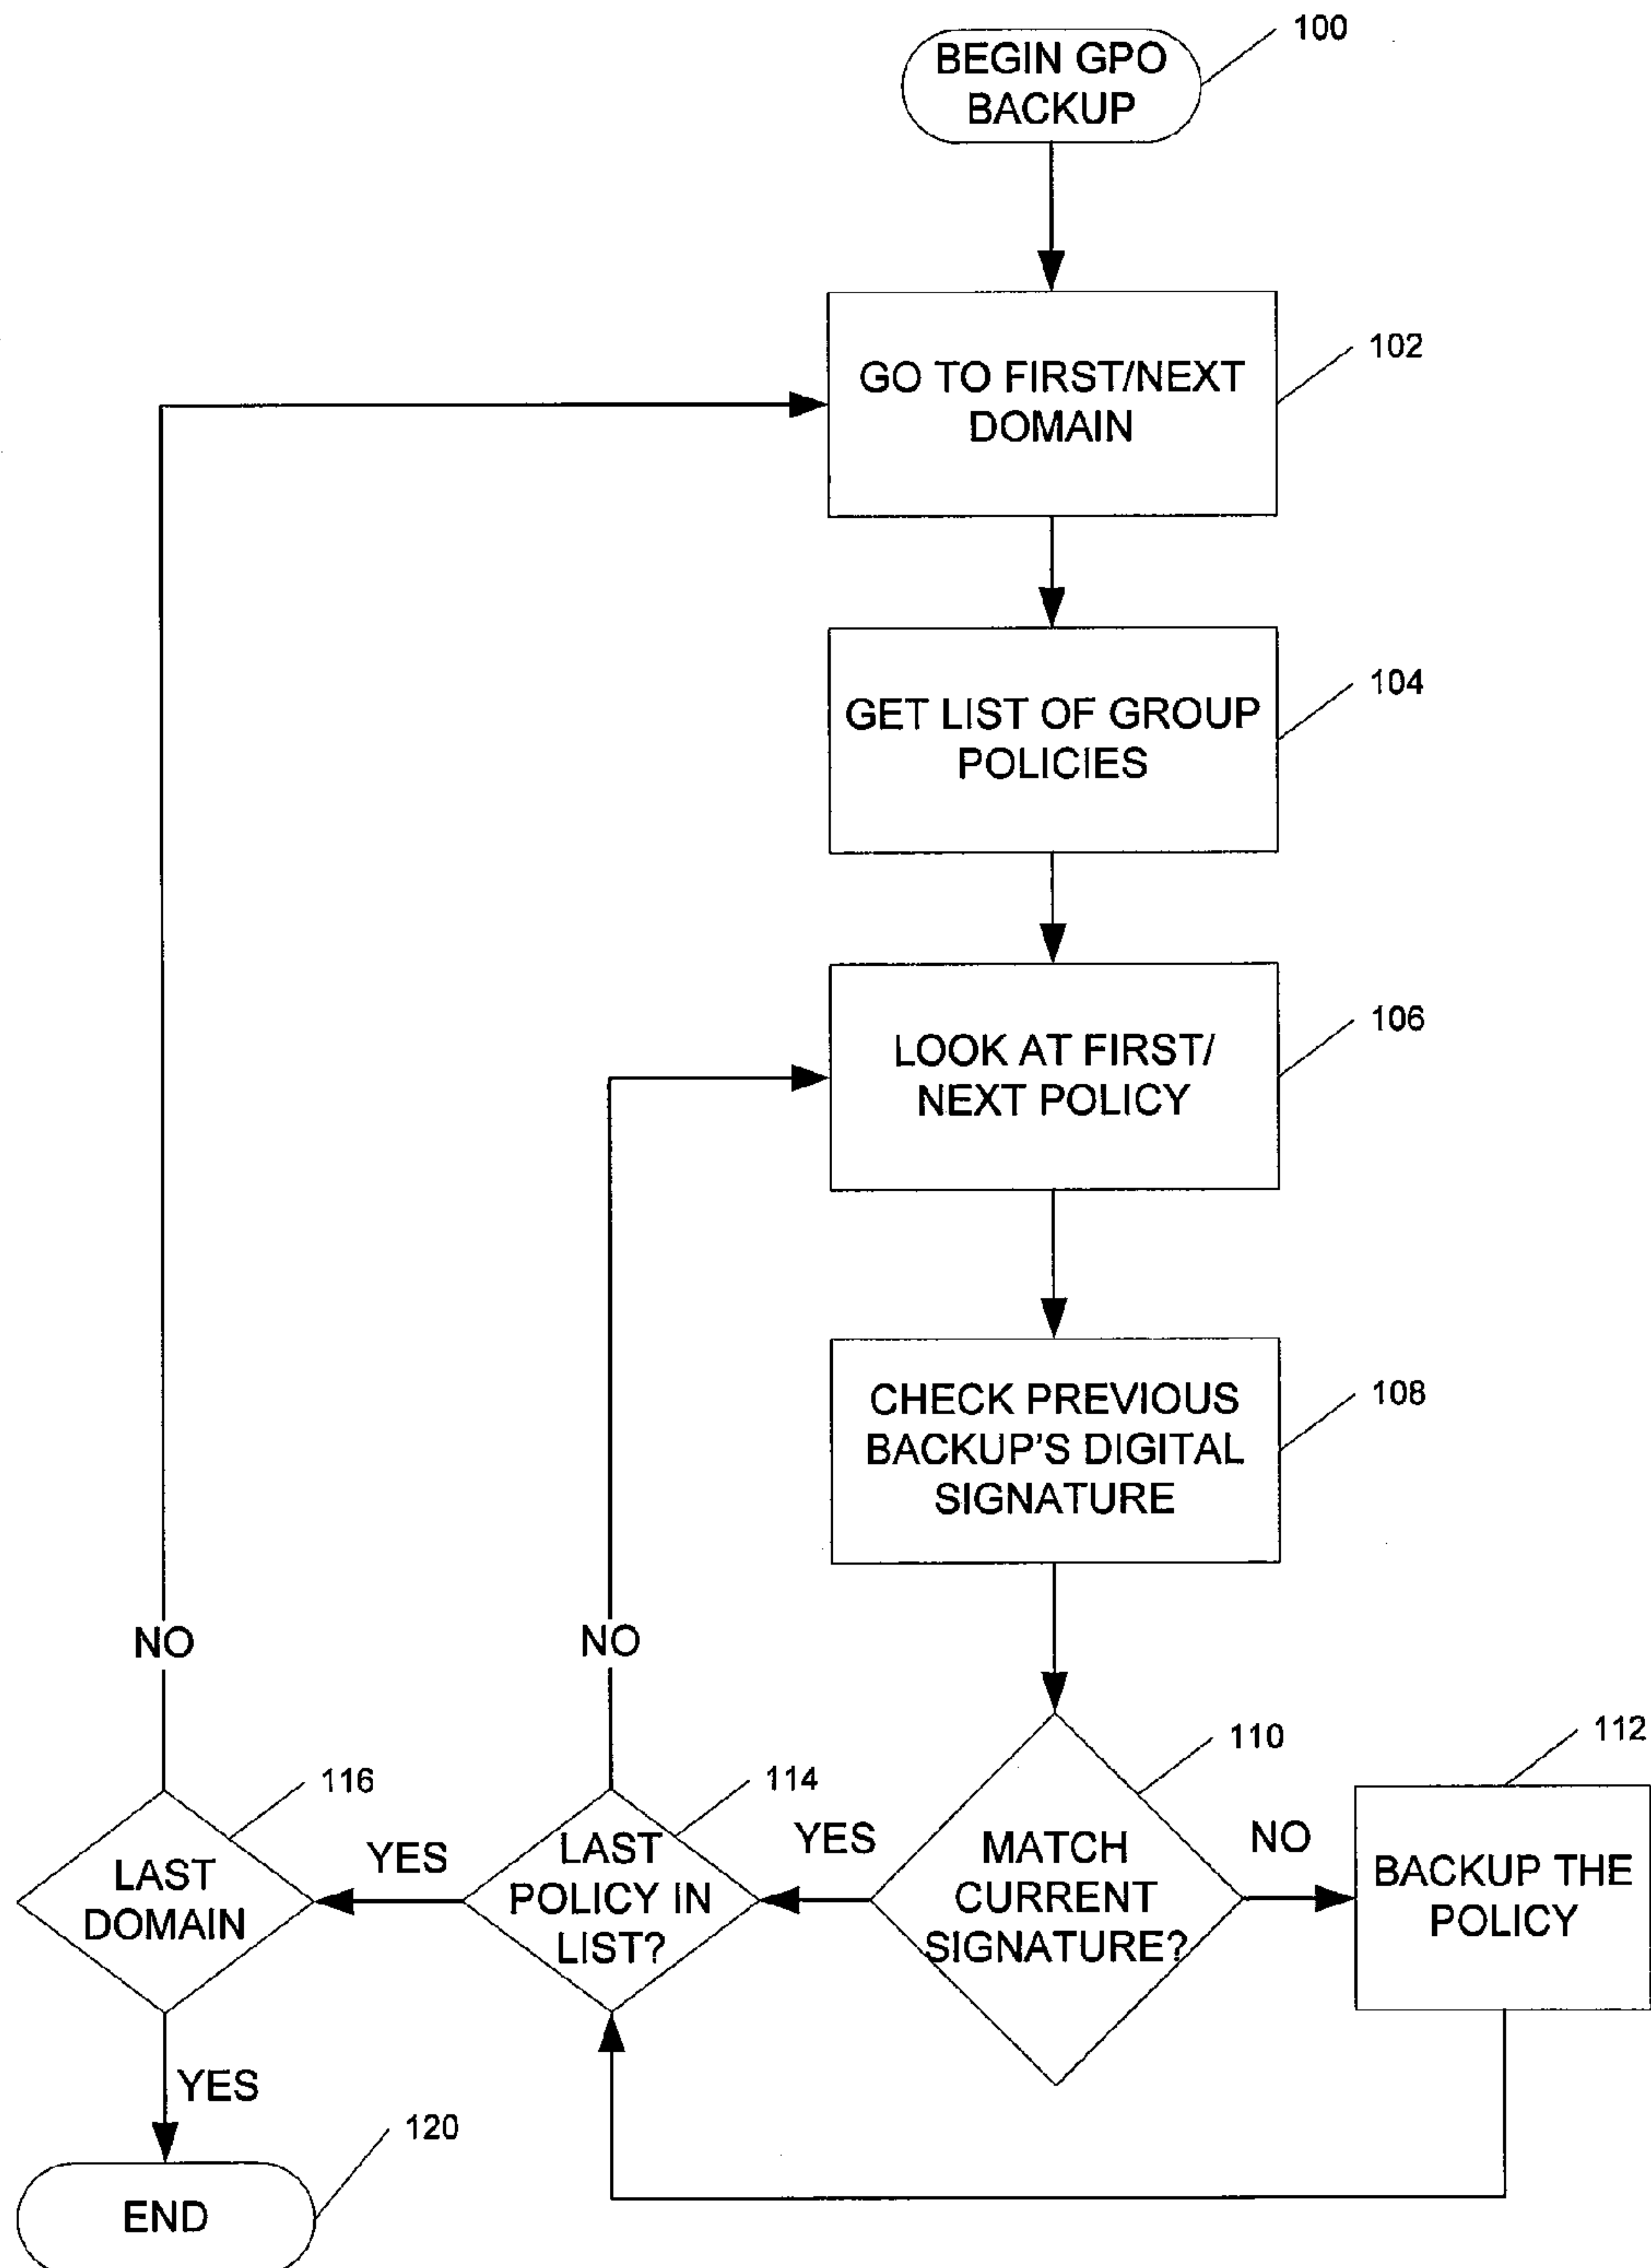 BEGIN GPO
BACKUP
100
GO TO FIRST/NEXT
DOMAIN
102
GET LIST OF GROUP
POLICIES
104
LOOK AT FIRST/
NEXT POLICY
106
CHECK PREVIOUS
BACKUP'S DIGITAL
SIGNATURE
108
NO
NO
MATCH
CURRENT
SIGNATURE?
110
NO
BACKUP THE
POLICY
112
YES
LAST
POLICY IN
LIST?
114
YES
LAST
DOMAIN
116
YES
END
120